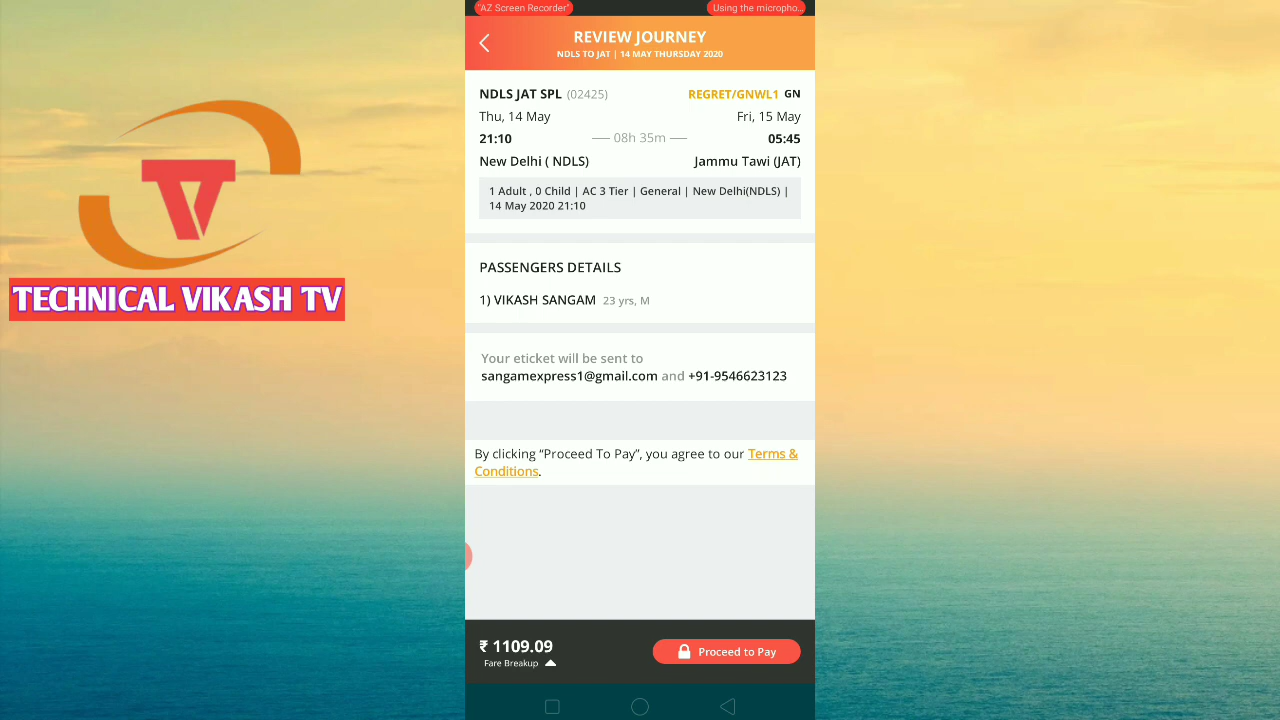 "AZ Screen Recorder"
Using the micropho...
REVIEW JOURNEY
NDLS TO JAT | 14 MAY THURSDAY 2020
NDLS JAT SPL (02425) REGRET/GNWL1 GN
Thu, 14 May Fri, 15 May
21:10 08h 35m 05:45
New Delhi ( NDLS) Jammu Tawi (JAT)
1 Adult , 0 Child | AC 3 Tier | General | New Delhi(NDLS) |
14 May 2020 21:10
PASSENGERS DETAILS
1) VIKASH SANGAM 23 yrs, M
Your eticket will be sent to
sangamexpress1@gmail.com and +91-9546623123
By clicking “Proceed To Pay”, you agree to our Terms &
Conditions.
₹ 1109.09
Fare Breakup
Proceed to Pay
V
TECHNICAL VIKASH TV